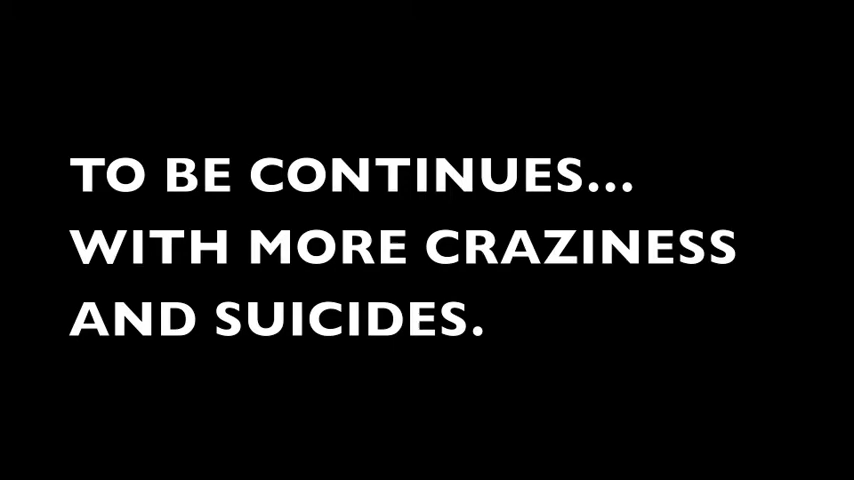 TO BE CONTINUES...
WITH MORE CRAZINESS
AND SUICIDES.